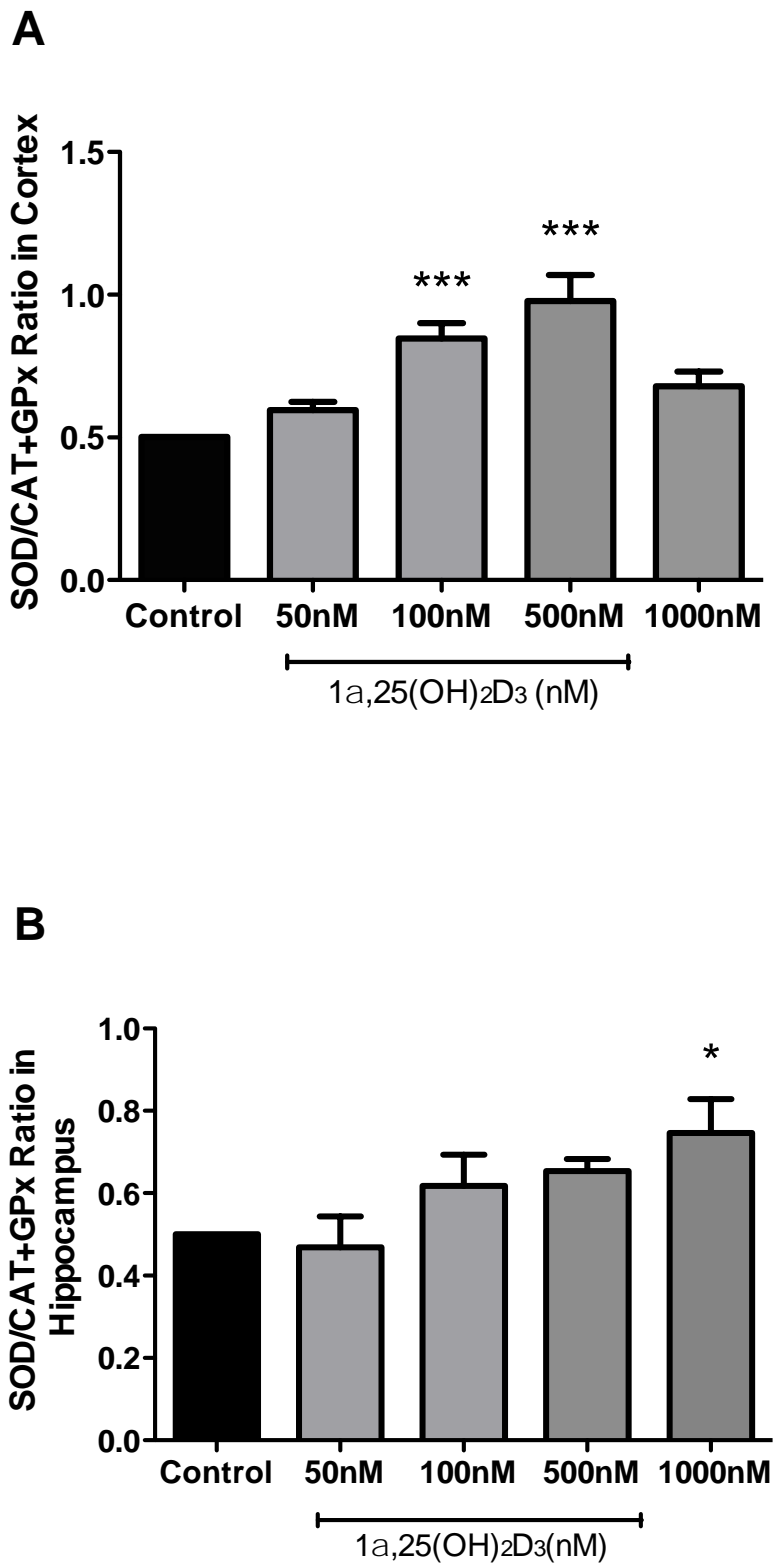 A
SOD/CAT+GPx Ratio in Cortex
1.5
1.0
0.5
0.0
***
***
Control 50nM 100nM 500nM 1000nM
1a,25(OH)2D3 (nM)
B
SOD/CAT+GPx Ratio in
Hippocampus
1.0
0.8
0.6
0.4
0.2
0.0
*
Control 50nM 100nM 500nM 1000nM
1a,25(OH)2D3(nM)